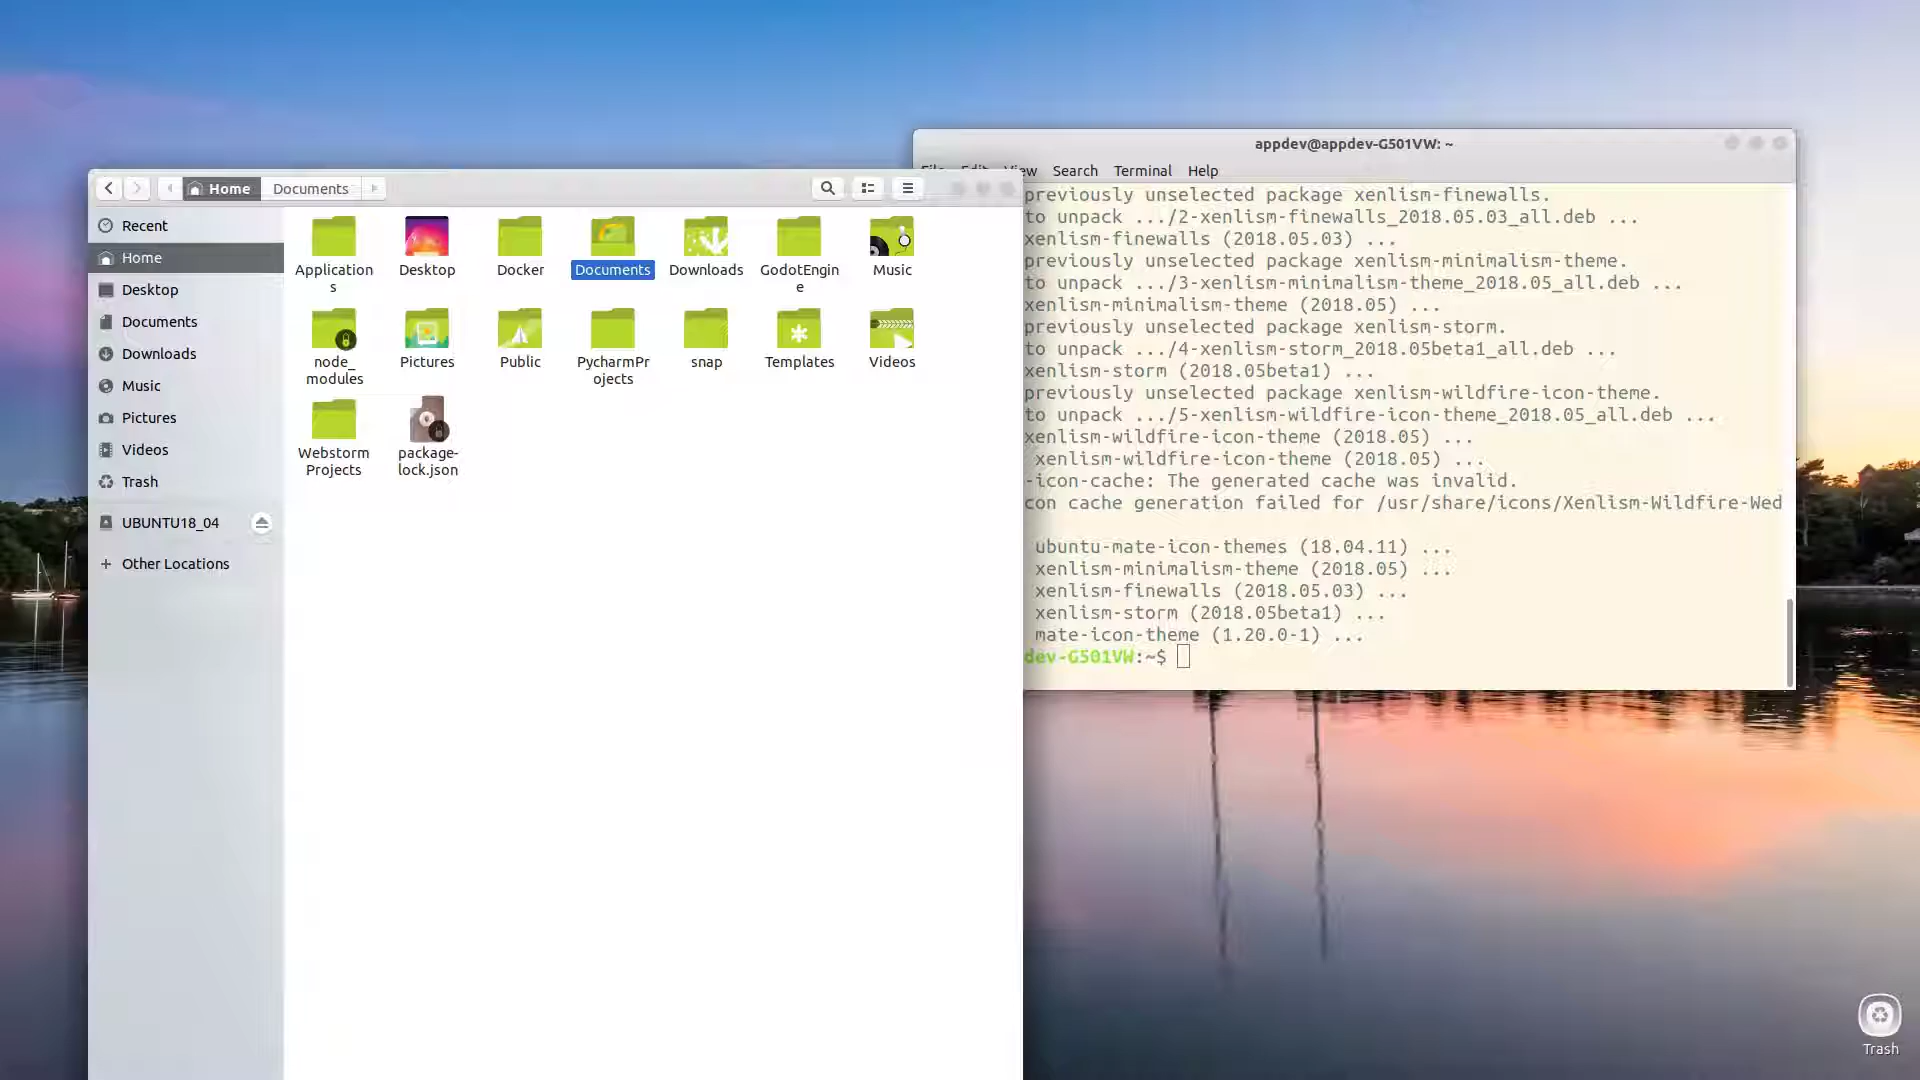 appdev@appdev-G501VW: ~
View Search Terminal Help
Home Documents
Recent
Home
Desktop
Documents
Downloads
Music
Pictures
Videos
Trash
UBUNTU18_04
Other Locations
Application
s
Desktop
Docker
Documents
Downloads
GodotEngin
e
Music
node_
modules
Pictures
Public
PycharmPr
ojects
snap
Templates
Videos
Webstorm
Projects
package-
lock.json
previously unselected package xenlism-finewalls.
to unpack .../2-xenlism-finewalls_2018.05.03_all.deb ...
xenlism-finewalls (2018.05.03) ...
previously unselected package xenlism-minimalism-theme.
to unpack .../3-xenlism-minimalism-theme_2018.05_all.deb ...
xenlism-minimalism-theme (2018.05) ...
previously unselected package xenlism-storm.
to unpack .../4-xenlism-storm_2018.05beta1_all.deb ...
xenlism-storm (2018.05beta1) ...
previously unselected package xenlism-wildfire-icon-theme.
to unpack .../5-xenlism-wildfire-icon-theme_2018.05_all.deb ...
xenlism-wildfire-icon-theme (2018.05) ...
xenlism-wildfire-icon-theme (2018.05) ...
-icon-cache: The generated cache was invalid.
con cache generation failed for /usr/share/icons/Xenlism-Wildfire-Wed
ubuntu-mate-icon-themes (18.04.11) ...
xenlism-minimalism-theme (2018.05) ...
xenlism-finewalls (2018.05.03) ...
xenlism-storm (2018.05beta1) ...
mate-icon-theme (1.20.0-1) ...
dev-G501VW:~$
Trash